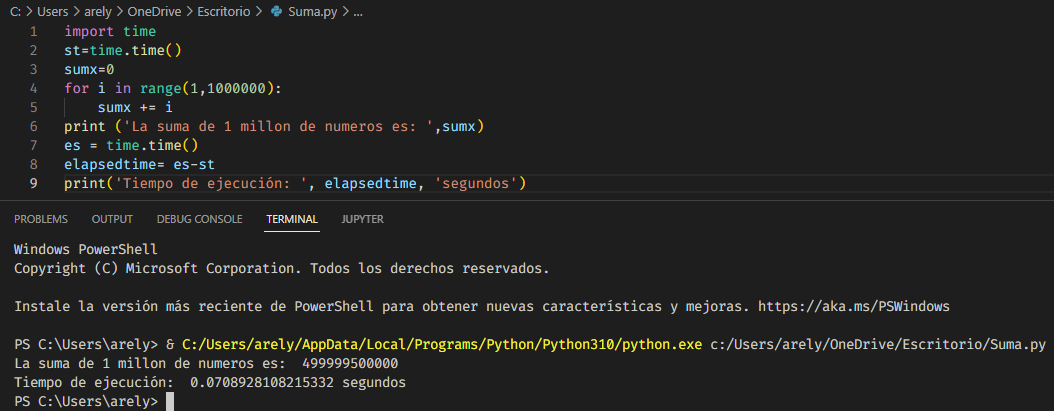 C: > Users > arely > OneDrive > Escritorio > Suma.py > ...
1 import time
2 st=time.time()
3 sumx=0
4 for i in range(1,1000000):
5     sumx += i
6 print ('La suma de 1 millon de numeros es: ',sumx)
7 es = time.time()
8 elapsedtime= es-st
9 print('Tiempo de ejecución: ', elapsedtime, 'segundos')
PROBLEMS OUTPUT DEBUG CONSOLE TERMINAL JUPYTER
Windows PowerShell
Copyright (C) Microsoft Corporation. Todos los derechos reservados.
Instale la versión más reciente de PowerShell para obtener nuevas características y mejoras. https://aka.ms/PSWindows
PS C:\Users\arely> & C:/Users/arely/AppData/Local/Programs/Python/Python310/python.exe c:/Users/arely/OneDrive/Escritorio/Suma.py
La suma de 1 millon de numeros es:  499999500000
Tiempo de ejecución:  0.0708928108215332 segundos
PS C:\Users\arely>